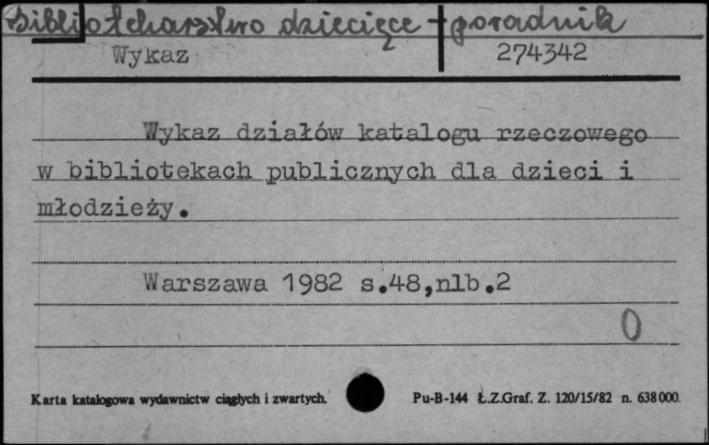 Bibliotekarstwo dziecięce - poradnik
Wykaz 274342
Wykaz działów katalogu rzeczowego
w bibliotekach publicznych dla dzieci i
młodzieży.
Warszawa 1982 s.48,nlb.2
0
Karta katalogowa wydawnictw ciągłych i zwartych. Pu-B-144 Ł.Z.Graf. Z. 120/15/82 n. 638000.